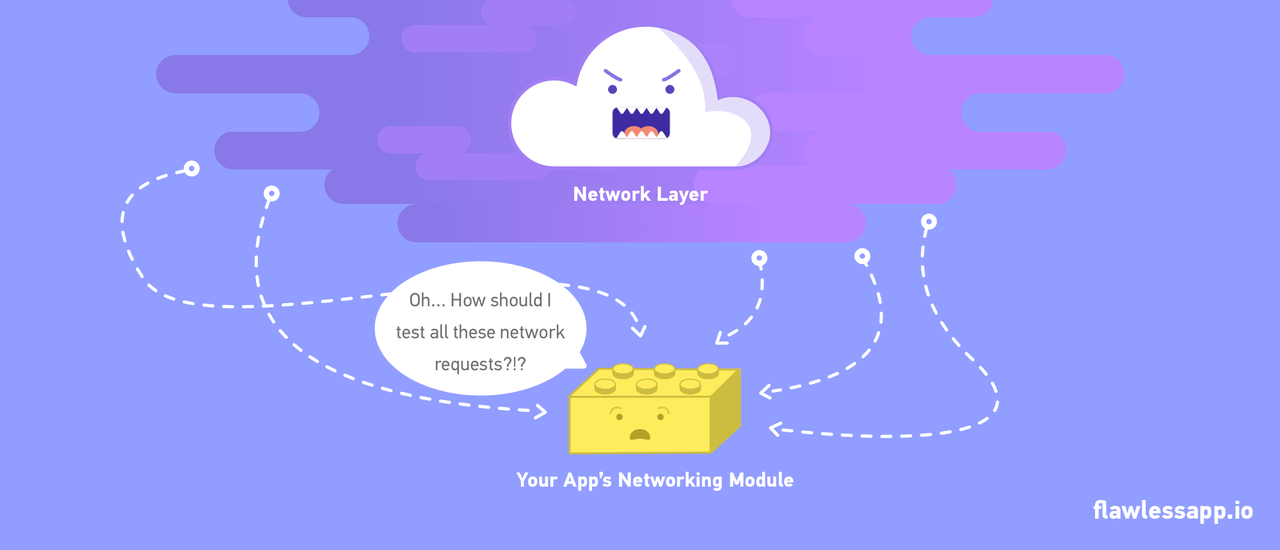 Network Layer
Oh... How should I
test all these network
requests?!?
Your App’s Networking Module
flawlessapp.io